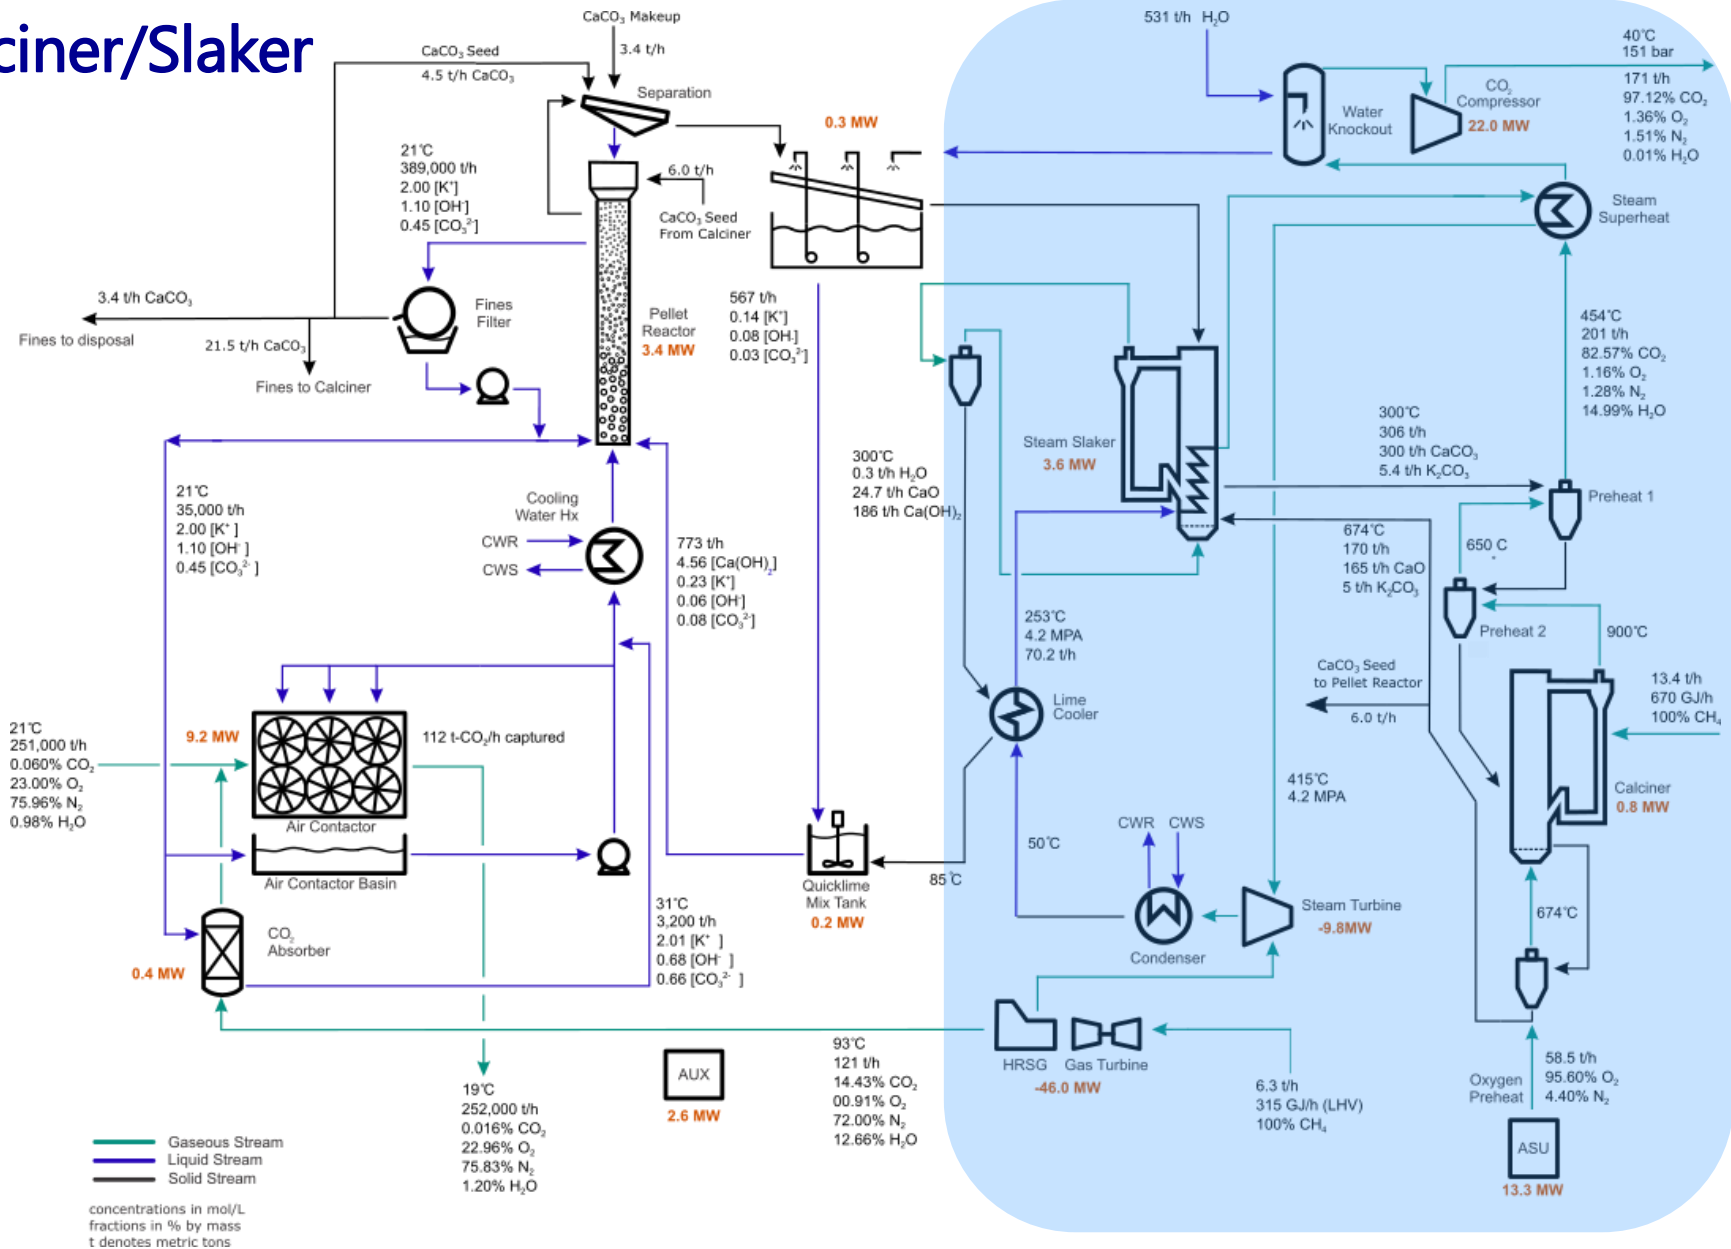 ciner/Slaker
CaCO₃ Makeup
3.4 t/h
CaCO₃ Seed
4.5 t/h CaCO₃
Separation
0.3 MW
531 t/h H₂O
Water
Knockout
CO₂
Compressor
22.0 MW
40℃
151 bar
171 t/h
97.12% CO₂
1.36% O₂
1.51% N₂
0.01% H₂O
21℃
389,000 t/h
2.00 [K⁺]
1.10 [OH⁻]
0.45 [CO₃²⁻]
6.0 t/h
CaCO₃ Seed
From Calciner
Steam
Superheat
3.4 t/h CaCO₃
Fines to disposal
21.5 t/h CaCO₃
Fines to Calciner
Fines
Filter
Pellet
Reactor
3.4 MW
567 t/h
0.14 [K⁺]
0.08 [OH-]
0.03 [CO₃²⁻]
454℃
201 t/h
82.57% CO₂
1.16% O₂
1.28% N₂
14.99% H₂O
Steam Slaker
3.6 MW
300℃
306 t/h
300 t/h CaCO₃
5.4 t/h K₂CO₃
300℃
0.3 t/h H₂O
24.7 t/h CaO
186 t/h Ca(OH)₂
Preheat 1
21℃
35,000 t/h
2.00 [K⁺ ]
1.10 [OH⁻ ]
0.45 [CO₃²⁻ ]
Cooling
Water Hx
CWR
CWS
773 t/h
4.56 [Ca(OH)₂]
0.23 [K⁺]
0.06 [OH⁻]
0.08 [CO₃²⁻]
674℃
170 t/h
165 t/h CaO
5 t/h K₂CO₃
650 C
Preheat 2
900℃
253℃
4.2 MPA
70.2 t/h
CaCO₃ Seed
to Pellet Reactor
6.0 t/h
13.4 t/h
670 GJ/h
100% CH₄
Lime
Cooler
21℃
251,000 t/h
0.060% CO₂
23.00% O₂
75.96% N₂
0.98% H₂O
9.2 MW
112 t-CO₂/h captured
Air Contactor
Air Contactor Basin
415℃
4.2 MPA
Calciner
0.8 MW
CWR
CWS
50℃
85℃
Quicklime
Mix Tank
0.2 MW
Steam Turbine
-9.8MW
Condenser
674℃
CO₂
Absorber
0.4 MW
31℃
3,200 t/h
2.01 [K⁺ ]
0.68 [OH⁻ ]
0.66 [CO₃²⁻ ]
HRSG
Gas Turbine
-46.0 MW
93℃
121 t/h
14.43% CO₂
00.91% O₂
72.00% N₂
12.66% H₂O
6.3 t/h
315 GJ/h (LHV)
100% CH₄
Oxygen
Preheat
58.5 t/h
95.60% O₂
4.40% N₂
AUX
2.6 MW
19℃
252,000 t/h
0.016% CO₂
22.96% O₂
75.83% N₂
1.20% H₂O
ASU
13.3 MW
Gaseous Stream
Liquid Stream
Solid Stream
concentrations in mol/L
fractions in % by mass
t denotes metric tons